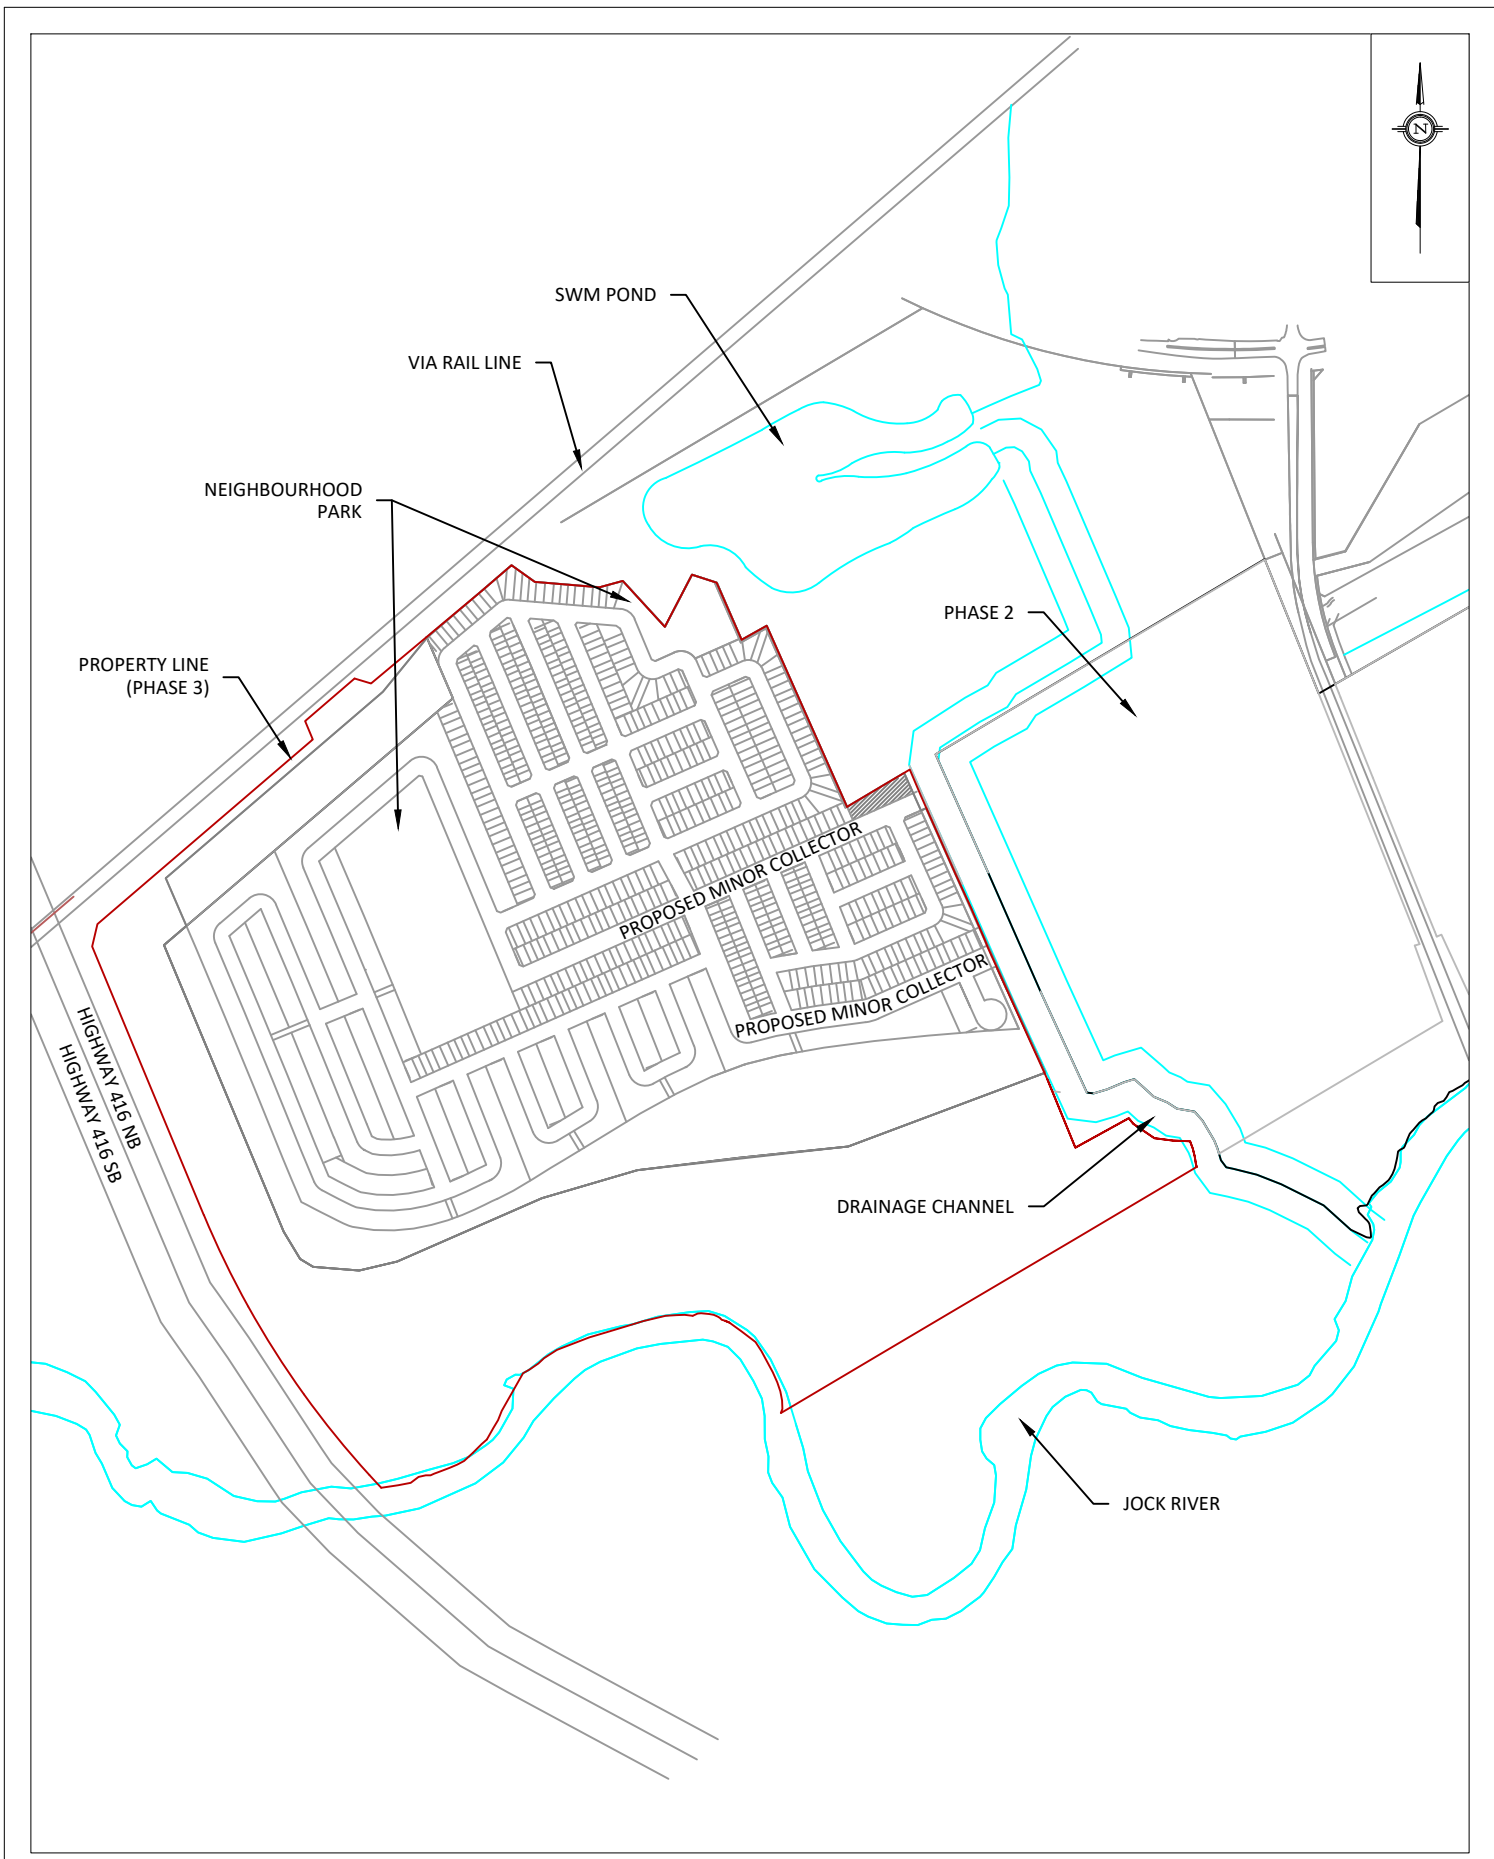 N
SWM POND
VIA RAIL LINE
NEIGHBOURHOOD
PARK
PHASE 2
PROPERTY LINE
(PHASE 3)
PROPOSED MINOR COLLECTOR
PROPOSED MINOR COLLECTOR
HIGHWAY 416 NB
HIGHWAY 416 SB
DRAINAGE CHANNEL
JOCK RIVER